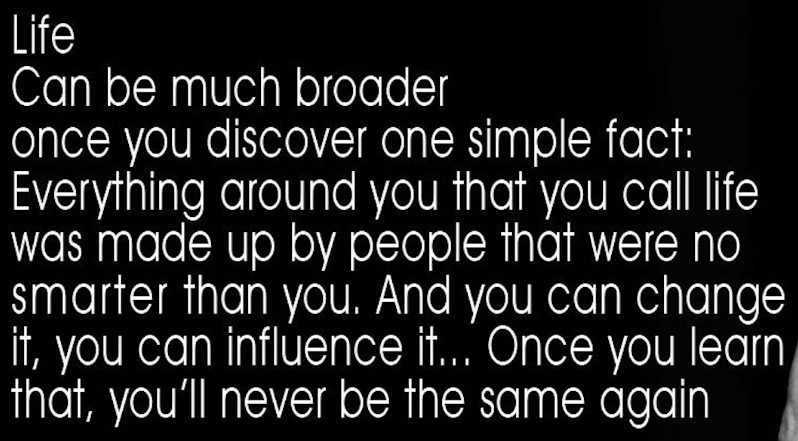 Life
Can be much broader
once you discover one simple fact:
Everything around you that you call life
was made up by people that were no
smarter than you. And you can change
it, you can influence it... Once you learn
that, you'll never be the same again